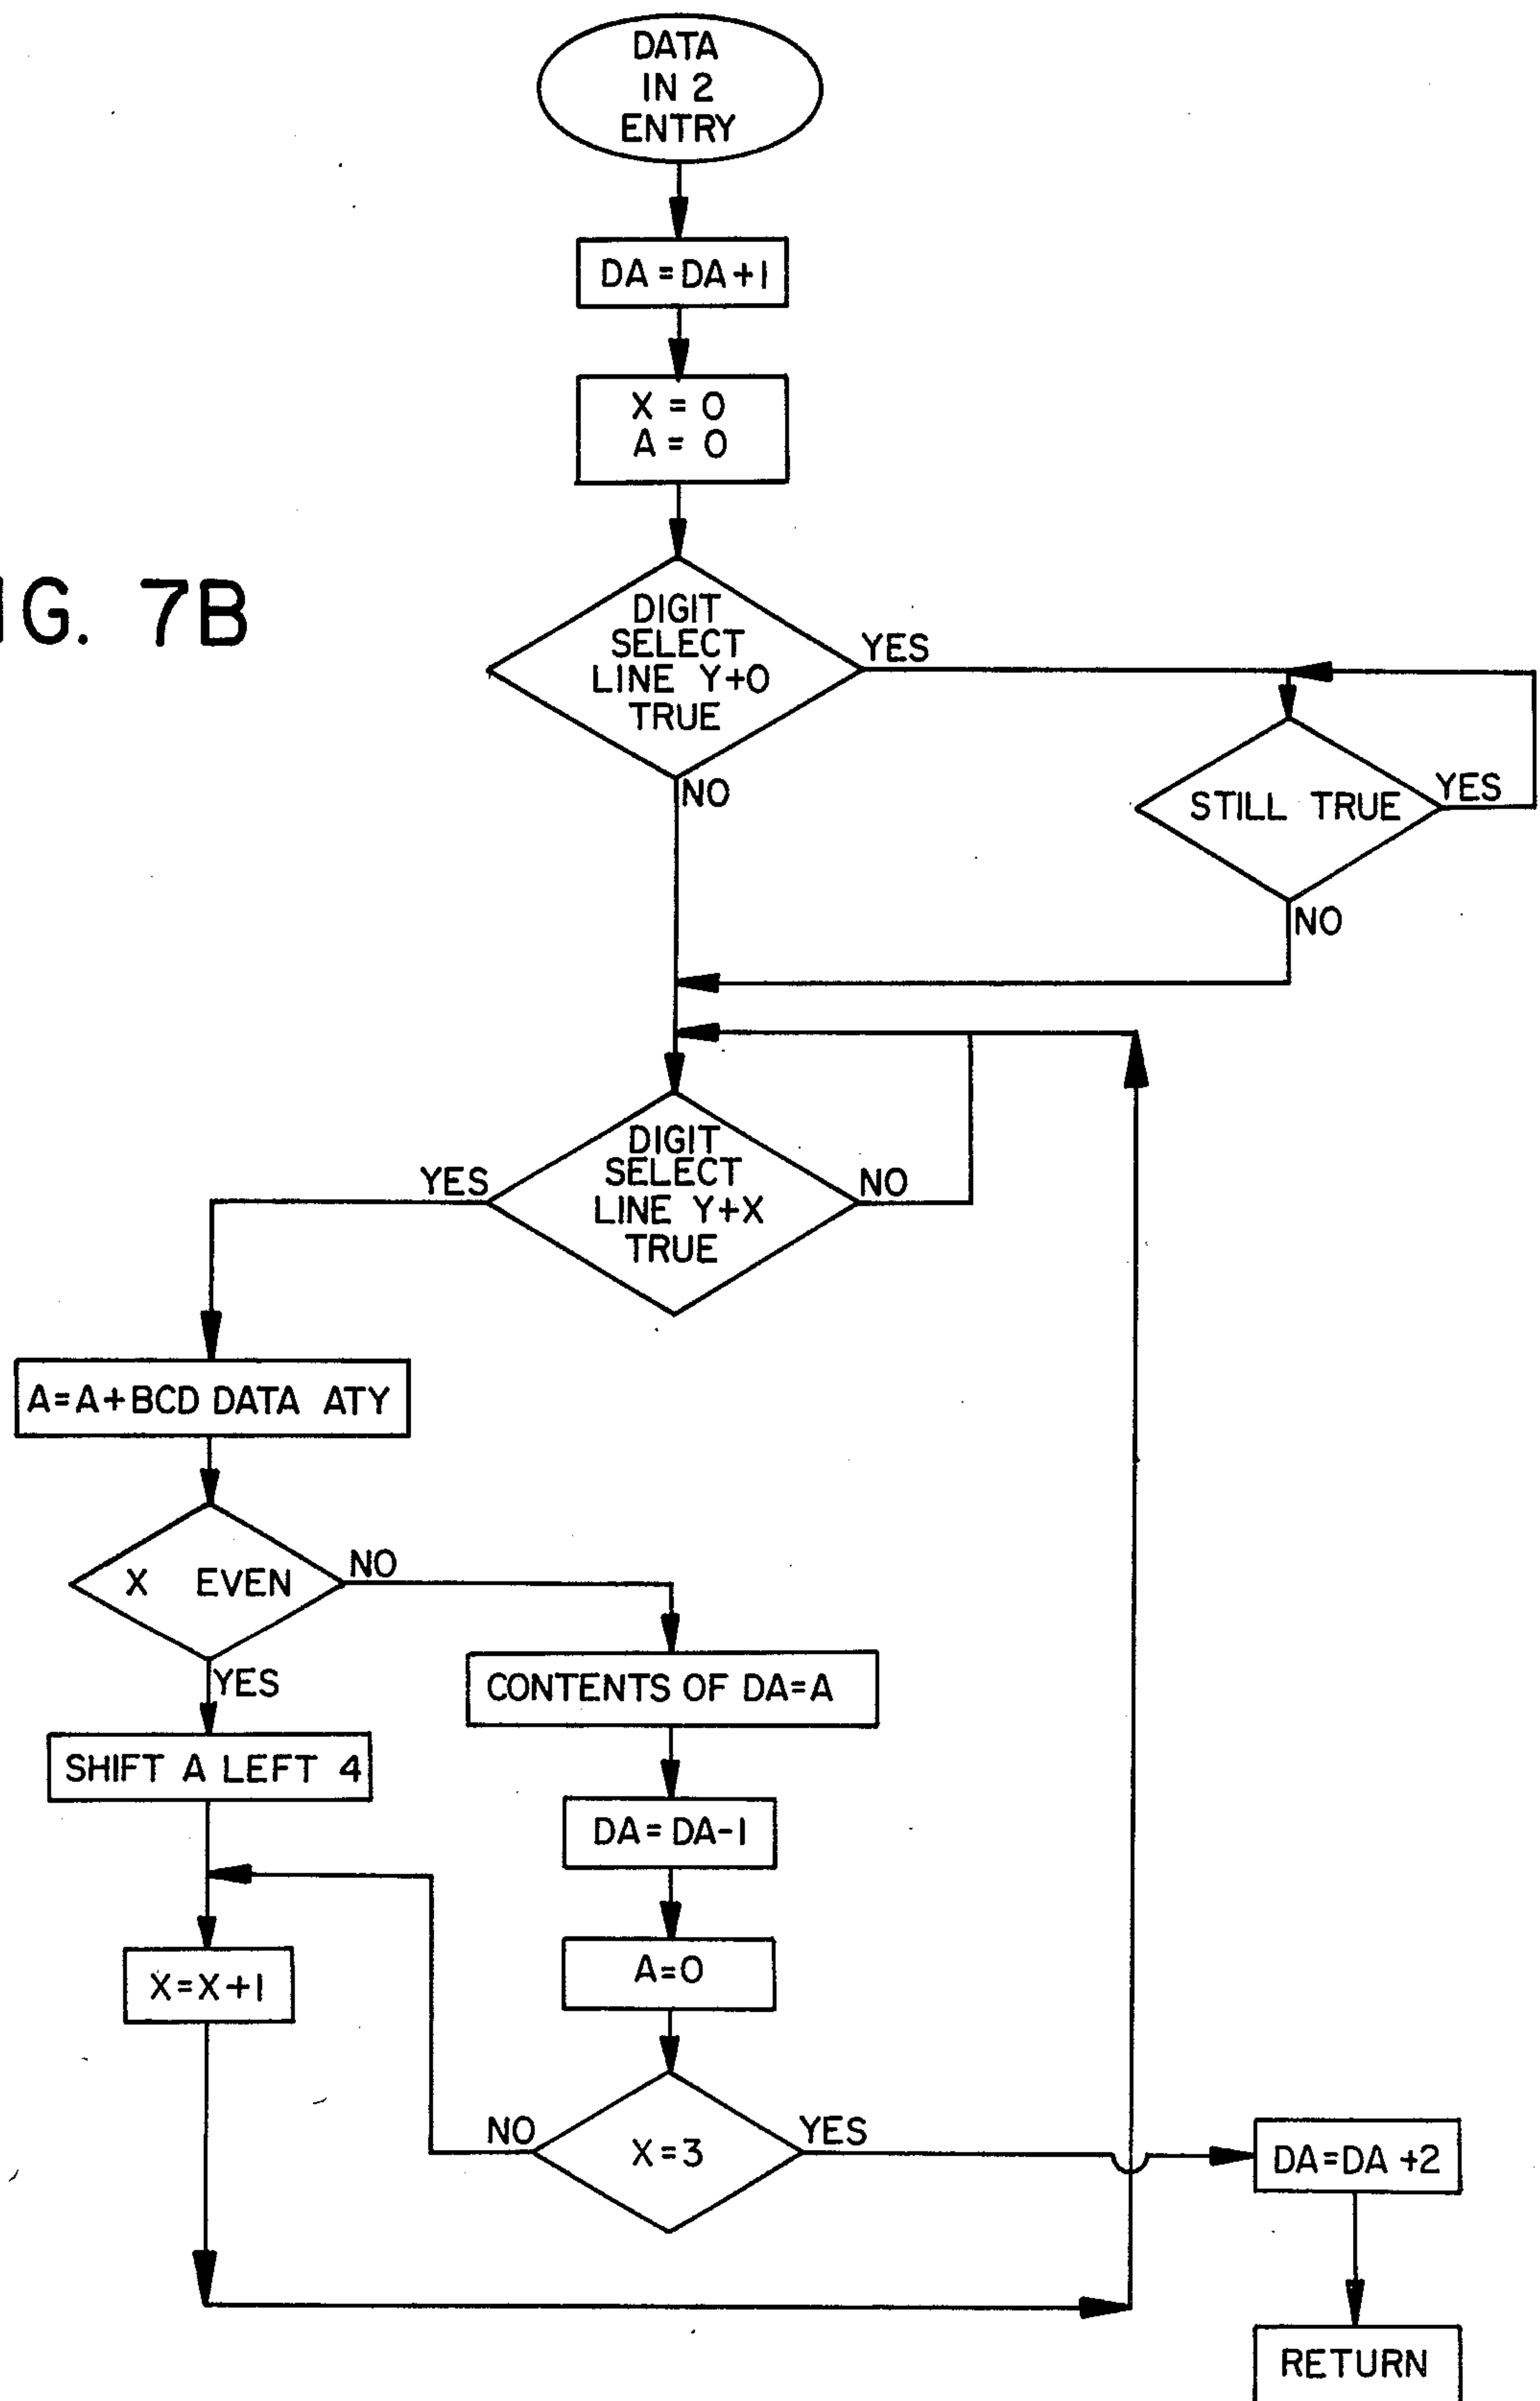 DATA
IN 2
ENTRY
DA = DA + 1
X = 0
A = 0
IG. 7B
DIGIT
SELECT
LINE Y+0
TRUE
YES
NO
STILL TRUE
YES
NO
DIGIT
SELECT
LINE Y+X
TRUE
YES
NO
A=A+BCD DATA ATY
X EVEN
NO
YES
CONTENTS OF DA=A
SHIFT A LEFT 4
DA=DA-1
X=X+1
A=0
X=3
NO
YES
DA=DA +2
RETURN